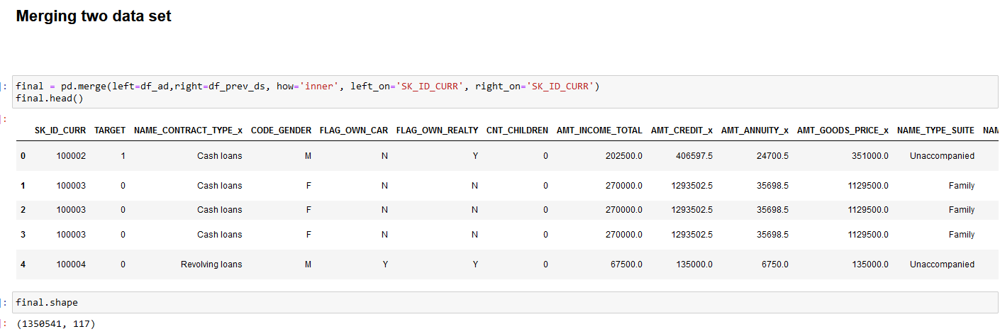 Merging two data set
]: final = pd.merge(left=df_ad,right=df_prev_ds, how='inner', left_on='SK_ID_CURR', right_on='SK_ID_CURR')
final.head()
]:
SK_ID_CURR TARGET NAME_CONTRACT_TYPE_x CODE_GENDER FLAG_OWN_CAR FLAG_OWN_REALTY CNT_CHILDREN AMT_INCOME_TOTAL AMT_CREDIT_x AMT_ANNUITY_x AMT_GOODS_PRICE_x NAME_TYPE_SUITE NAM
0 100002 1 Cash loans M N Y 0 202500.0 406597.5 24700.5 351000.0 Unaccompanied
1 100003 0 Cash loans F N N 0 270000.0 1293502.5 35698.5 1129500.0 Family
2 100003 0 Cash loans F N N 0 270000.0 1293502.5 35698.5 1129500.0 Family
3 100003 0 Cash loans F N N 0 270000.0 1293502.5 35698.5 1129500.0 Family
4 100004 0 Revolving loans M Y Y 0 67500.0 135000.0 6750.0 135000.0 Unaccompanied
]: final.shape
]: (1350541, 117)